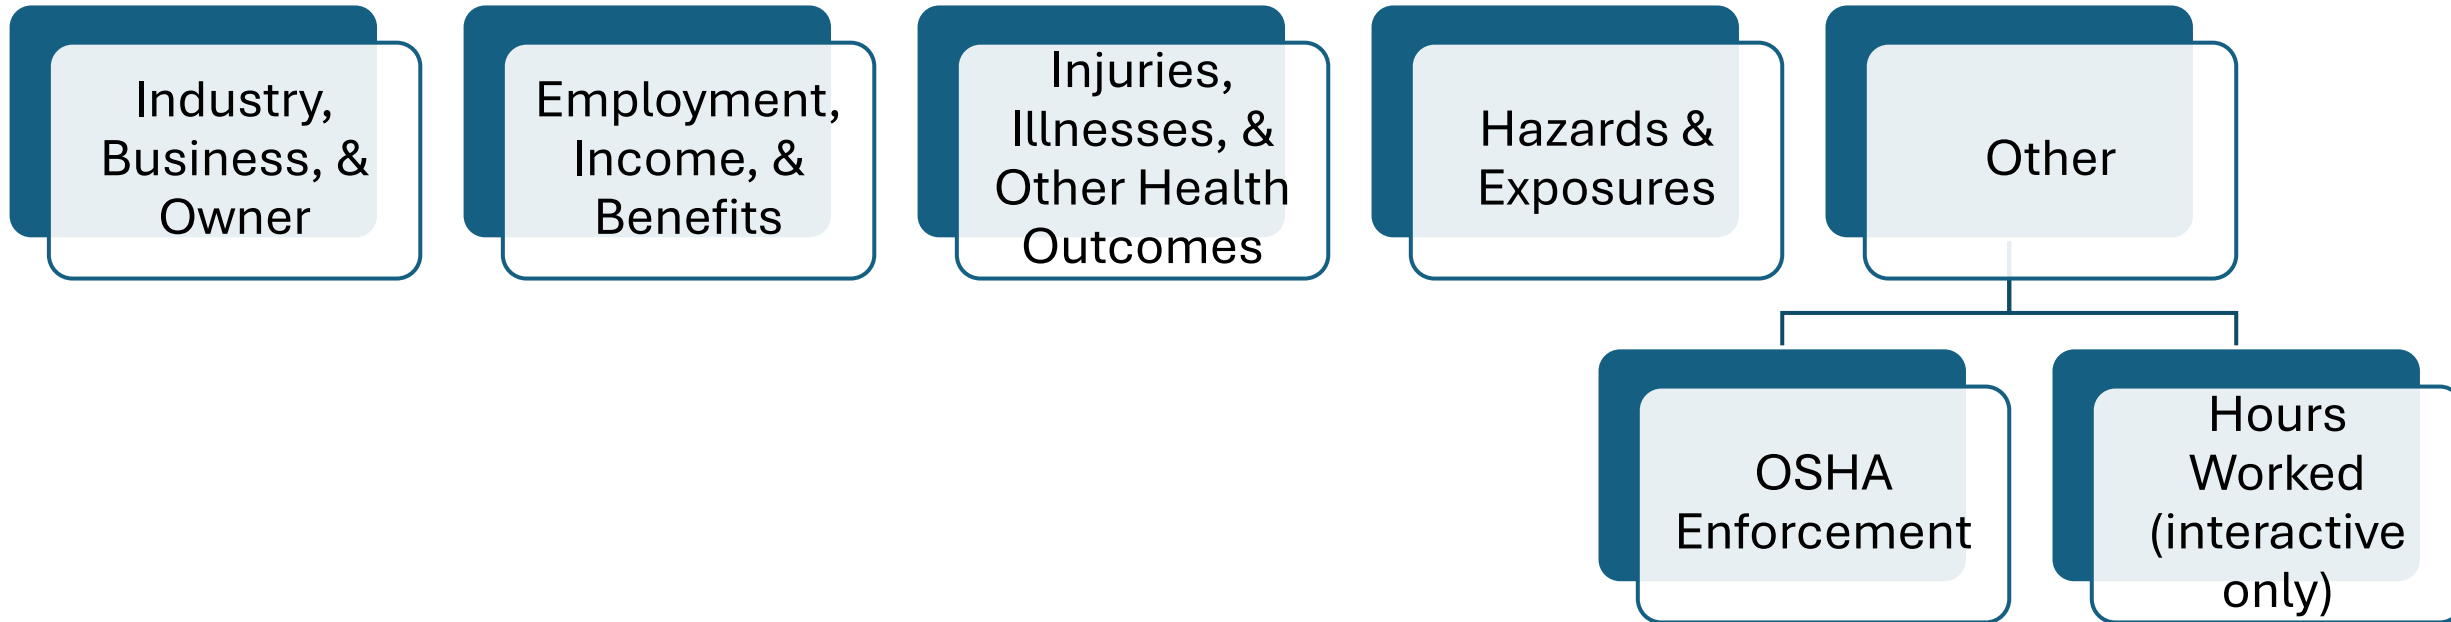 Industry,
Business, &
Owner
Employment,
Income, &
Benefits
Injuries,
Illnesses, &
Other Health
Outcomes
Hazards &
Exposures
Other
OSHA
Enforcement
Hours
Worked
(interactive
only)